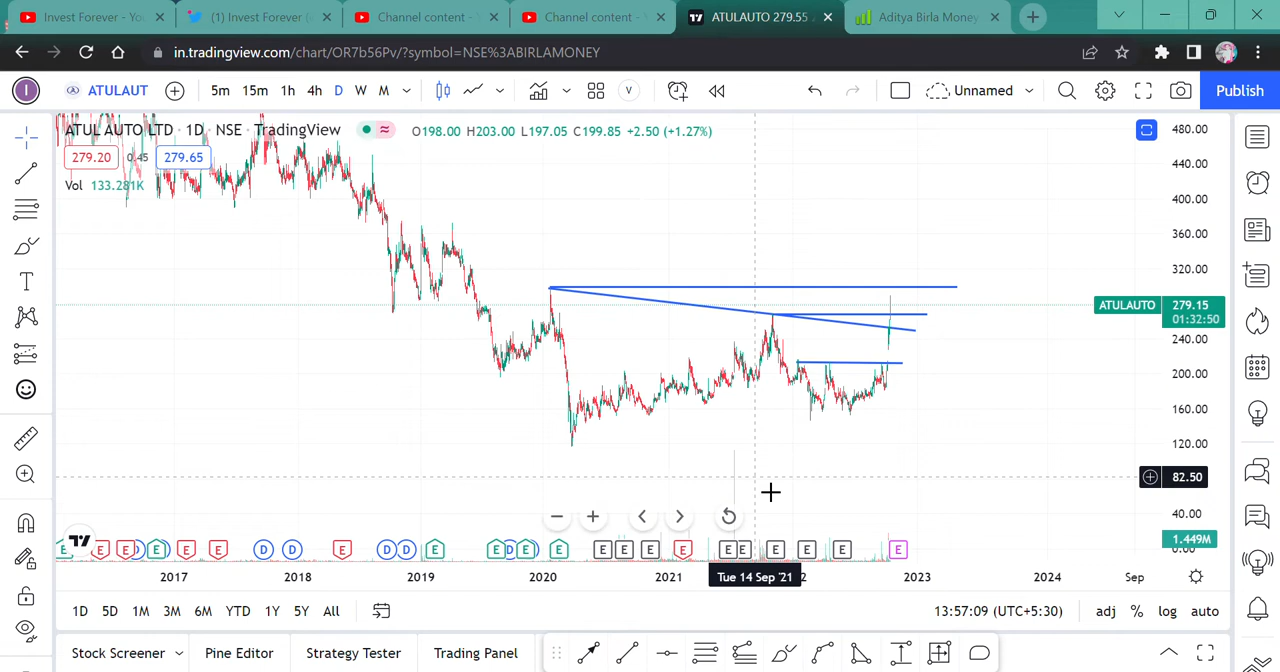 Invest Forever - Yo
(1) Invest Forever (
Channel content -
Channel content -
ATULAUTO 279.55
Aditya Birla Money
in.tradingview.com/chart/OR7b56Pv/?symbol=NSE%3ABIRLAMONEY
I
ATULAUT
5m 15m 1h 4h D W M
V
Unnamed
Publish
ATUL AUTO LTD · 1D · NSE · TradingView
O198.00 H203.00 L197.05 C199.85 +2.50 (+1.27%)
279.20 0.45 279.65
Vol 133.281K
480.00
440.00
400.00
360.00
320.00
ATULAUTO 279.15
01:32:50
240.00
200.00
160.00
120.00
82.50
40.00
1.449M
0.00
E E E E E E D D E D D E E D E E E E E E E E E E E E
2017 2018 2019 2020 2021 Tue 14 Sep '21 2 2023 2024 Sep
1D 5D 1M 3M 6M YTD 1Y 5Y All
13:57:09 (UTC+5:30) adj % log auto
Stock Screener Pine Editor Strategy Tester Trading Panel